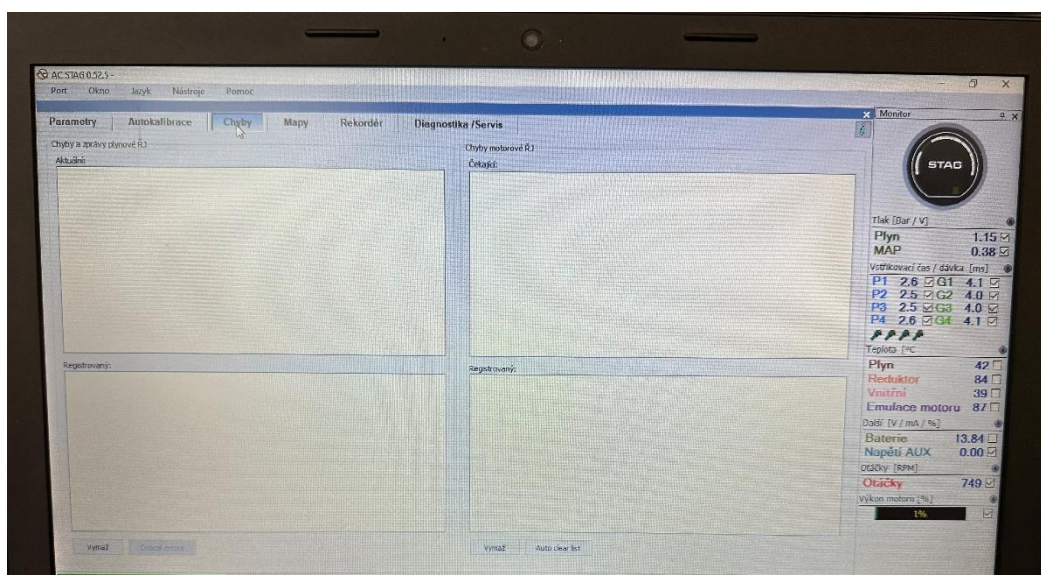 AC STAG 0.52.5 -
Port Okno Jazyk Nástroje Pomoc
Parametry Autokalibrace Chyby Mapy Rekordér Diagnostika /Servis
Chyby a zprávy plynové ŘJ
Aktuální:
Registrovaný:
Vymaž
Chyby motorové ŘJ
Čekající:
Registrovaný:
Vymaž Auto clear list
Monitor
STAG
Tlak [Bar / V]
Plyn 1.15
MAP 0.38
Vstřikovací čas / dávka [ms]
P1 2.6 G1 4.1
P2 2.5 G2 4.0
P3 2.5 G3 4.0
P4 2.6 G4 4.1
Teplota [°C
Plyn 42
Reduktor 84
Vnitřní 39
Emulace motoru 87
Další [V / mA / %]
Baterie 13.84
Napětí AUX 0.00
Otáčky [RPM]
Otáčky 749
Výkon motoru [%]
1%